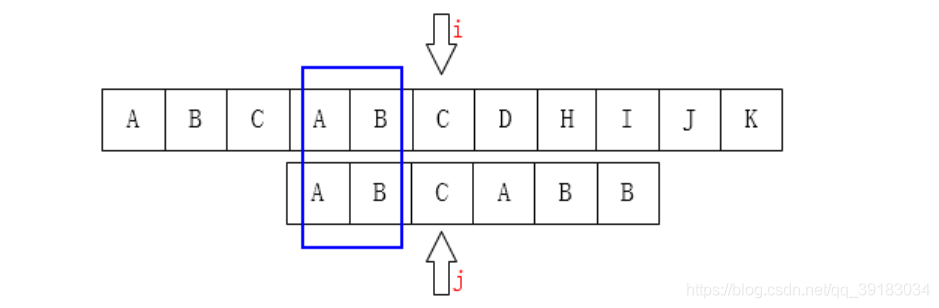 i
A B C A B C D H I J K
A B C A B B
j
https://blog.csdn.net/qq_39183034